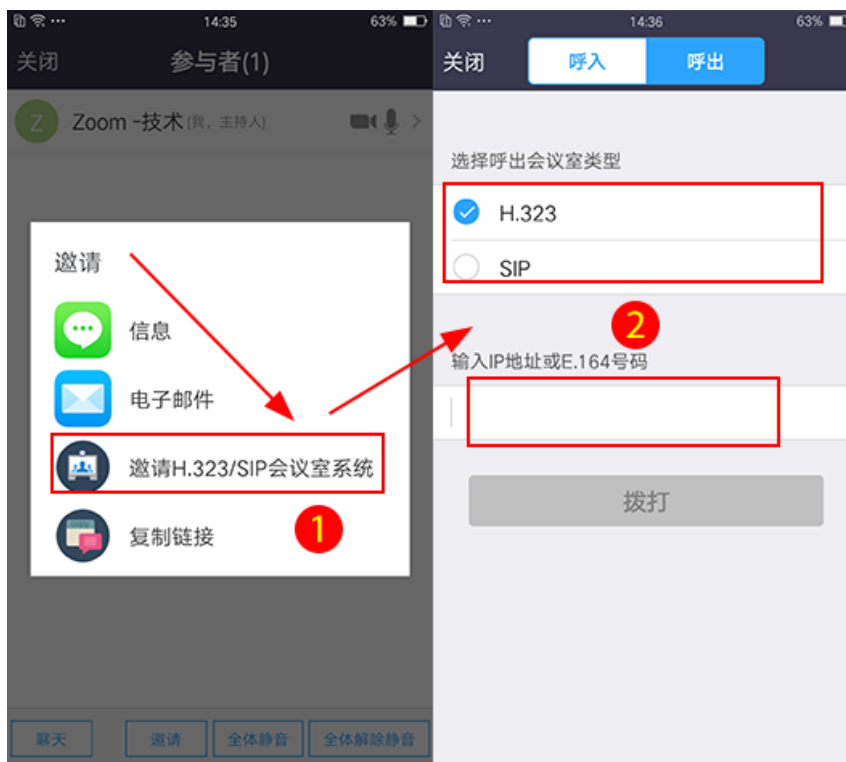 14:35
63%
关闭
参与者(1)
Z
Zoom -技术(我，主持人)
邀请
信息
电子邮件
邀请H.323/SIP会议室系统
1
复制链接
聊天
邀请
全体静音
全体解除静音
14:36
63%
关闭
呼入
呼出
选择呼出会议室类型
H.323
SIP
2
输入IP地址或E.164号码
拨打